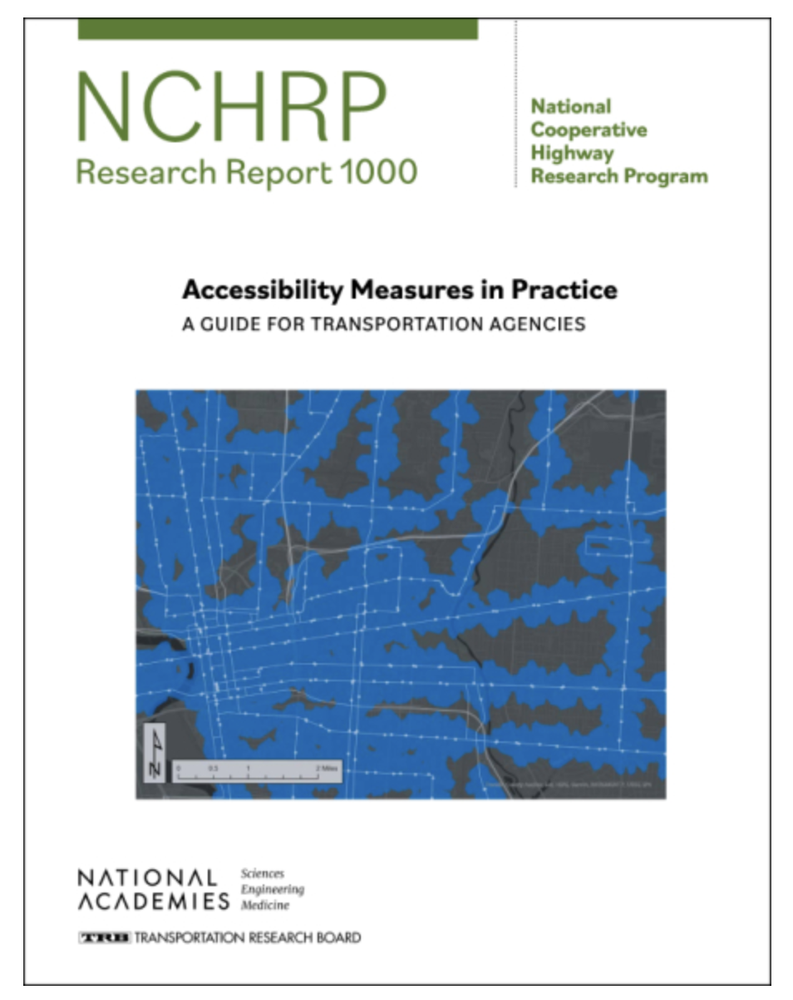 NCHRP
Research Report 1000
National
Cooperative
Highway
Research Program
Accessibility Measures in Practice
A GUIDE FOR TRANSPORTATION AGENCIES
N
0 0.5 1 2 Miles
NATIONAL
ACADEMIES
Sciences
Engineering
Medicine
TRB TRANSPORTATION RESEARCH BOARD